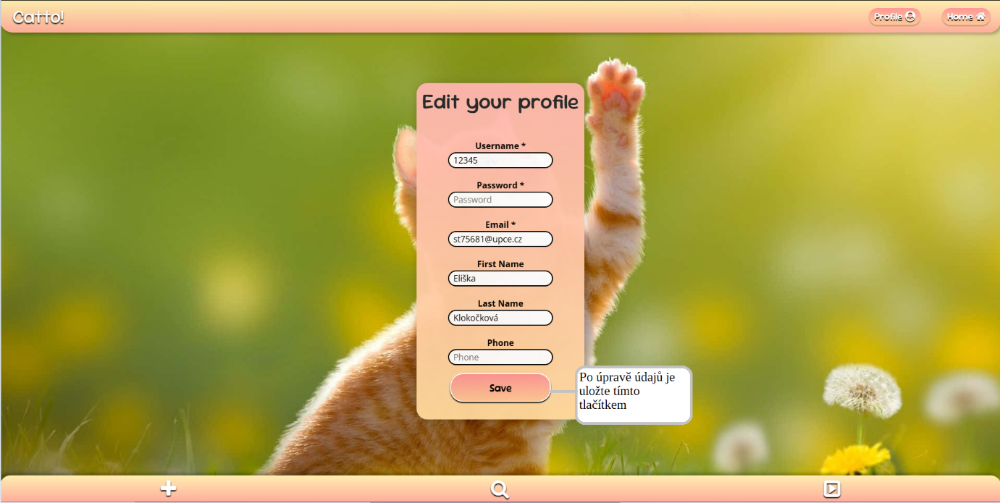 Catto!
Profile
Home
Edit your profile
Username *
12345
Password *
Password
Email *
st75681@upce.cz
First Name
Eliška
Last Name
Klokočková
Phone
Phone
Save
Po úpravě údajů je
uložte tímto
tlačítkem